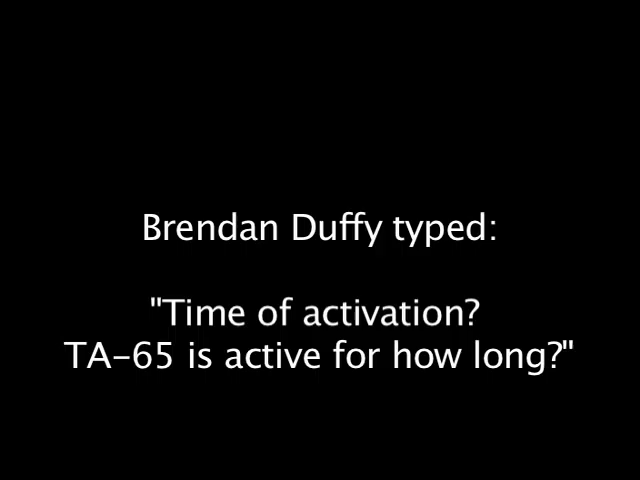 Brendan Duffy typed:
"Time of activation?
TA-65 is active for how long?"